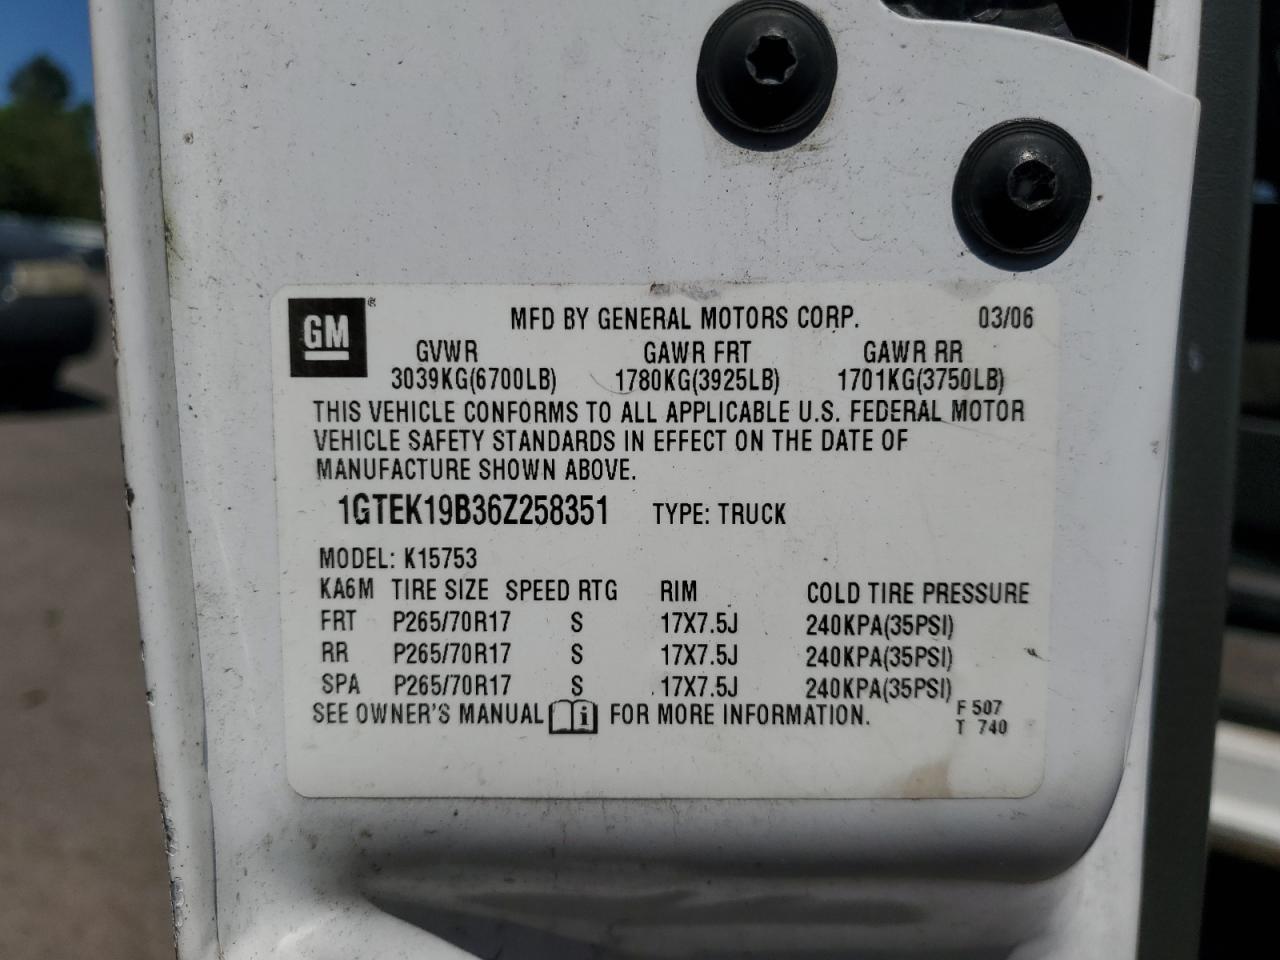 GM ® MFD BY GENERAL MOTORS CORP. 03/06
GVWR GAWR FRT GAWR RR
3039KG(6700LB) 1780KG(3925LB) 1701KG(3750LB)
THIS VEHICLE CONFORMS TO ALL APPLICABLE U.S. FEDERAL MOTOR
VEHICLE SAFETY STANDARDS IN EFFECT ON THE DATE OF
MANUFACTURE SHOWN ABOVE.
1GTEK19B36Z258351 TYPE: TRUCK
MODEL: K15753
KA6M TIRE SIZE SPEED RTG RIM COLD TIRE PRESSURE
FRT P265/70R17 S 17X7.5J 240KPA(35PSI)
RR P265/70R17 S 17X7.5J 240KPA(35PSI)
SPA P265/70R17 S 17X7.5J 240KPA(35PSI)
SEE OWNER'S MANUAL i FOR MORE INFORMATION. F 507
T 740